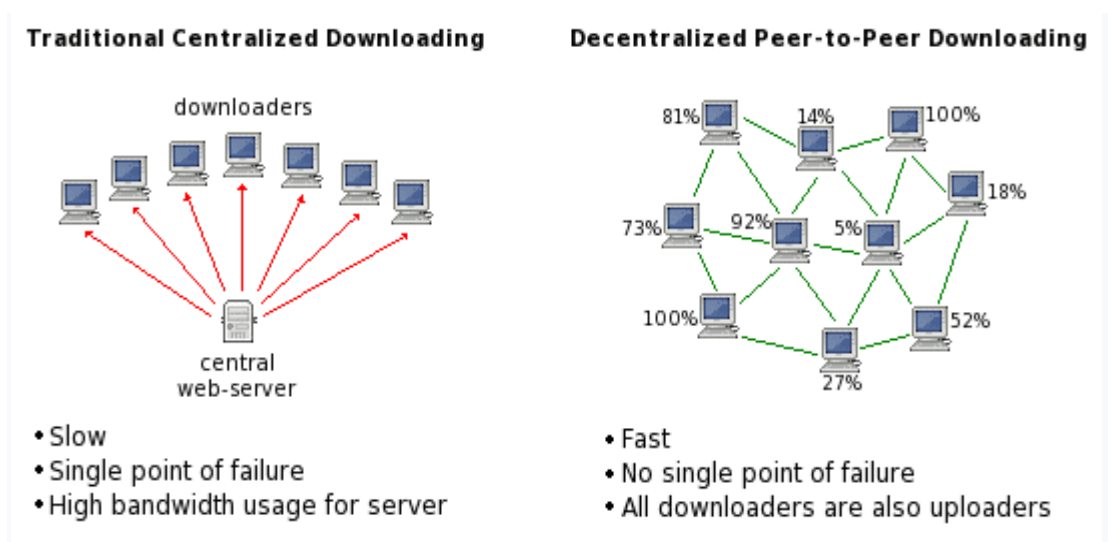 Traditional Centralized Downloading
downloaders
central
web-server
• Slow
• Single point of failure
• High bandwidth usage for server
Decentralized Peer-to-Peer Downloading
81%
14%
100%
18%
73%
92%
5%
100%
52%
27%
• Fast
• No single point of failure
• All downloaders are also uploaders